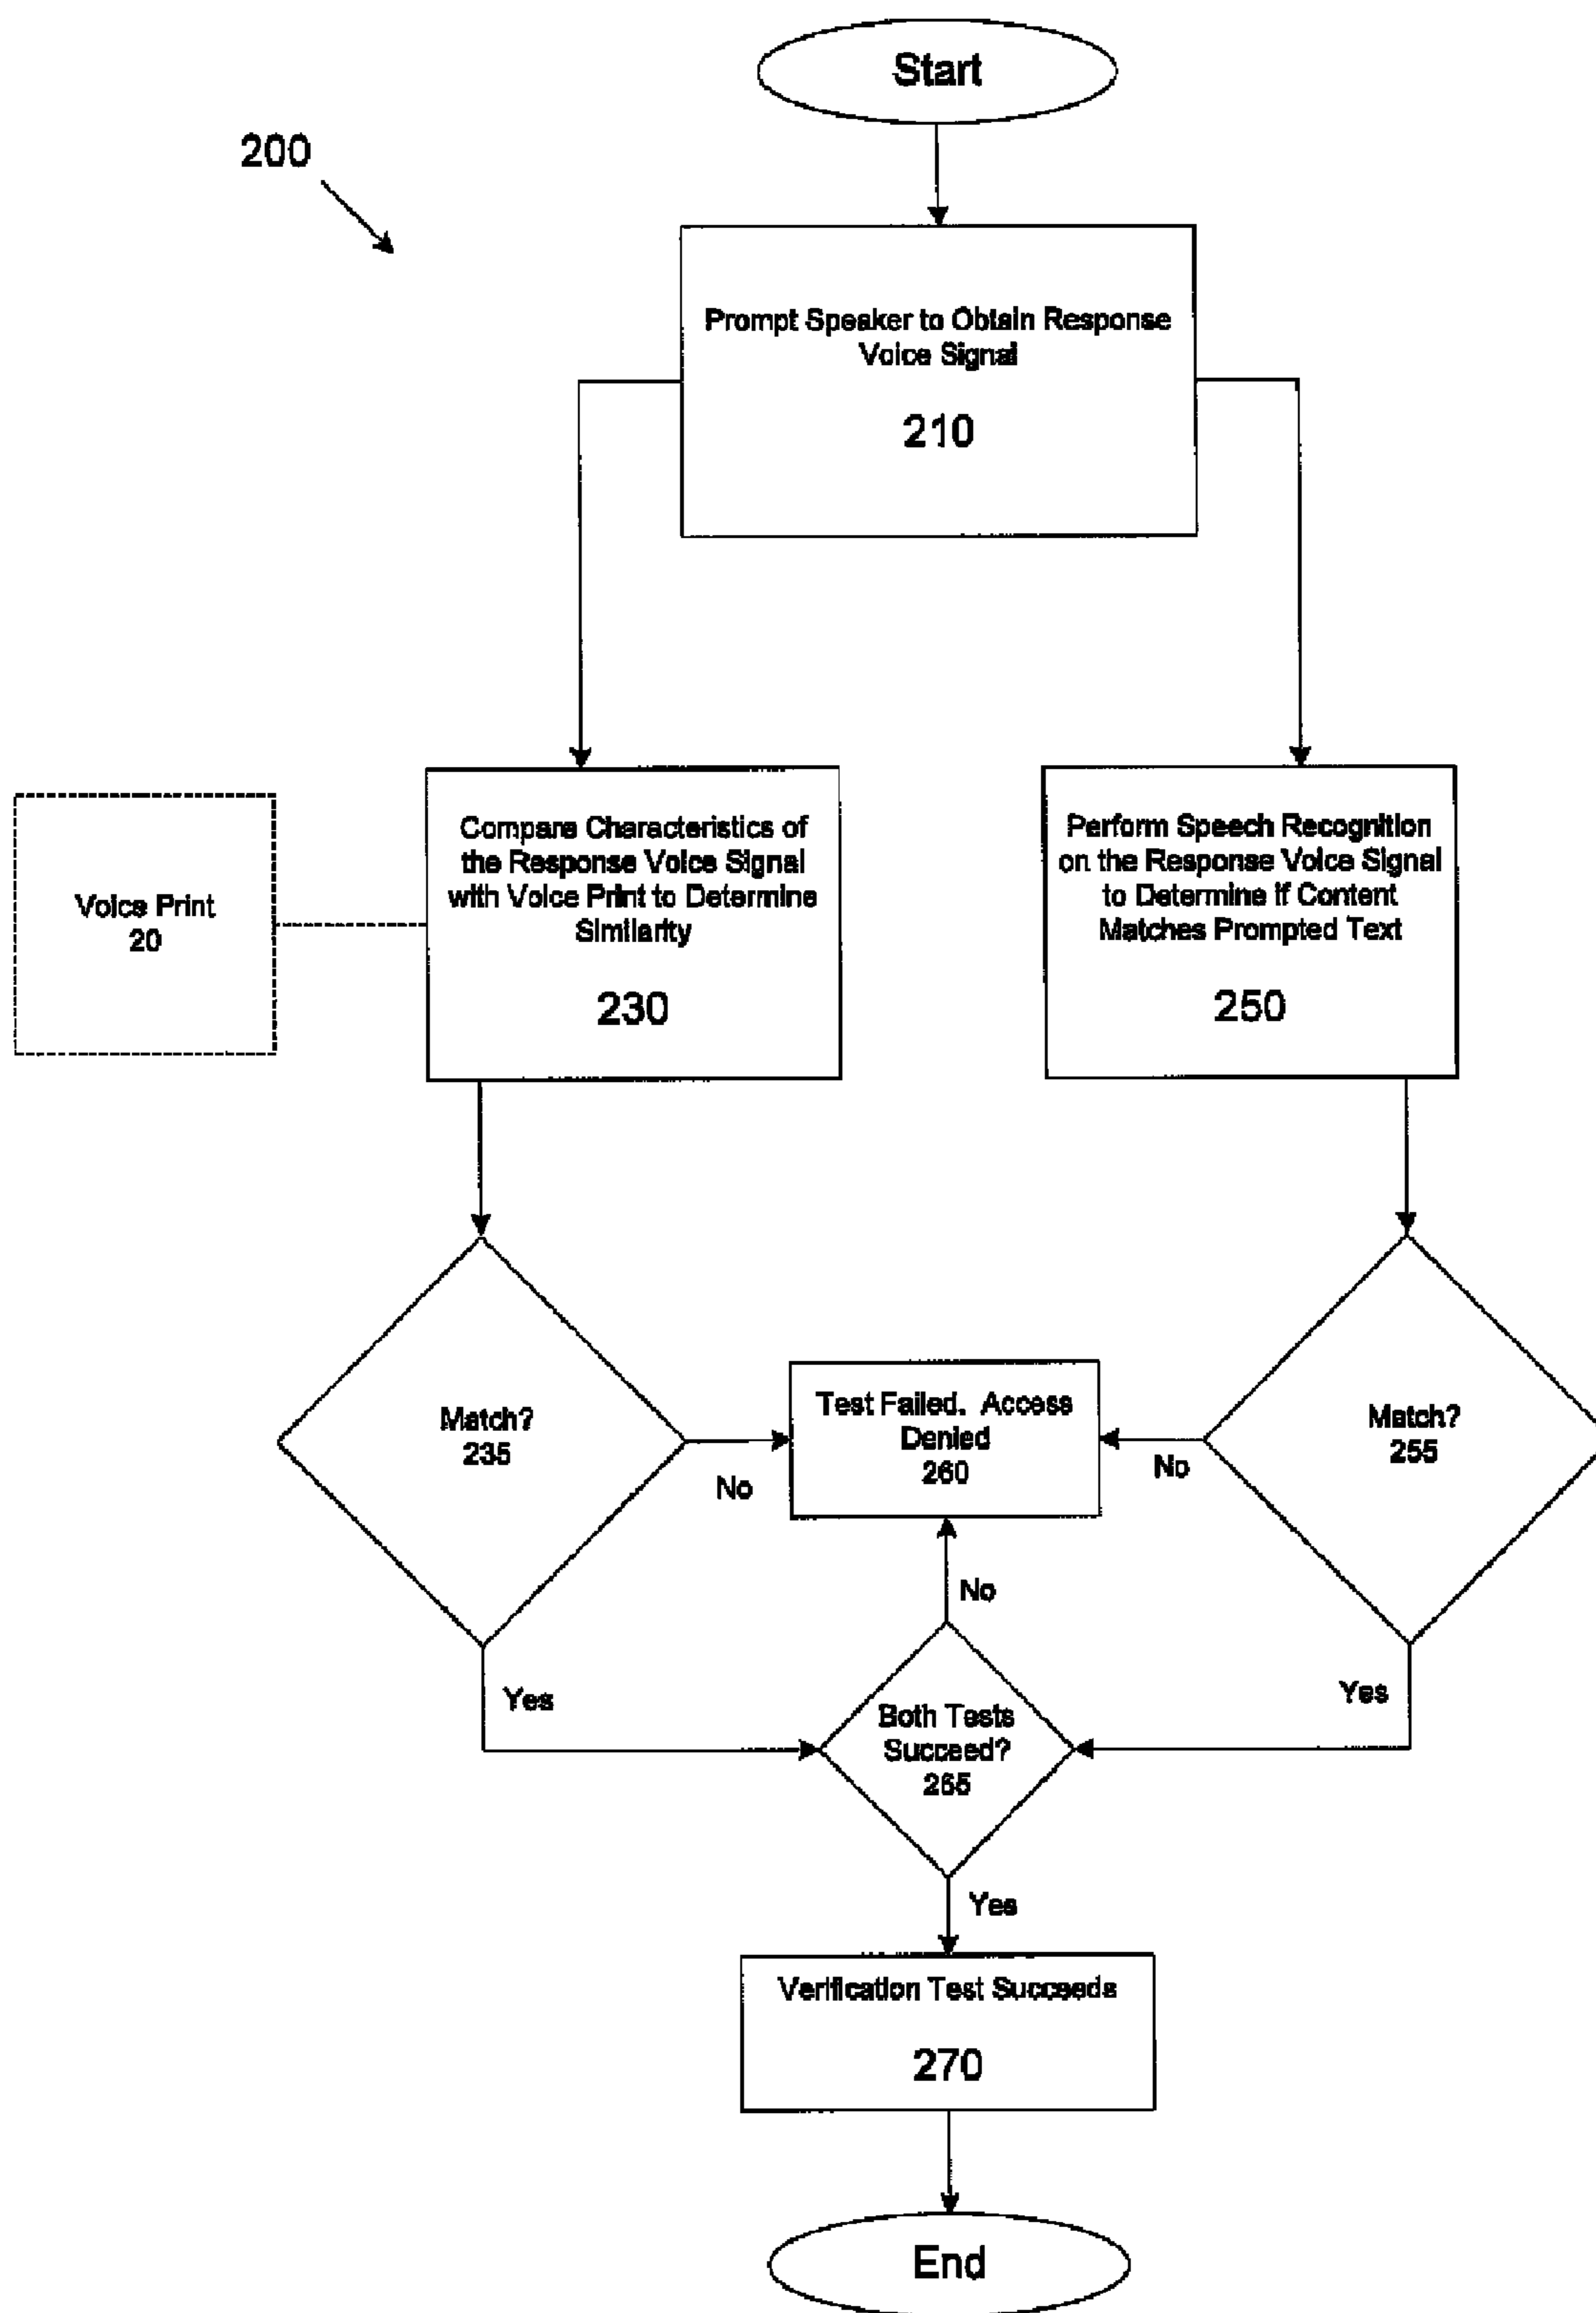 Start
200
Prompt Speaker to Obtain Response
Voice Signal
210
Voice Print
20
Compare Characteristics of
the Response Voice Signal
with Voice Print to Determine
Similarity
230
Perform Speech Recognition
on the Response Voice Signal
to Determine if Content
Matches Prompted Text
250
Match?
235
No
Yes
Test Failed. Access
Denied
260
Match?
255
No
Yes
No
Both Tests
Succeed?
265
Yes
Verification Test Succeeds
270
End